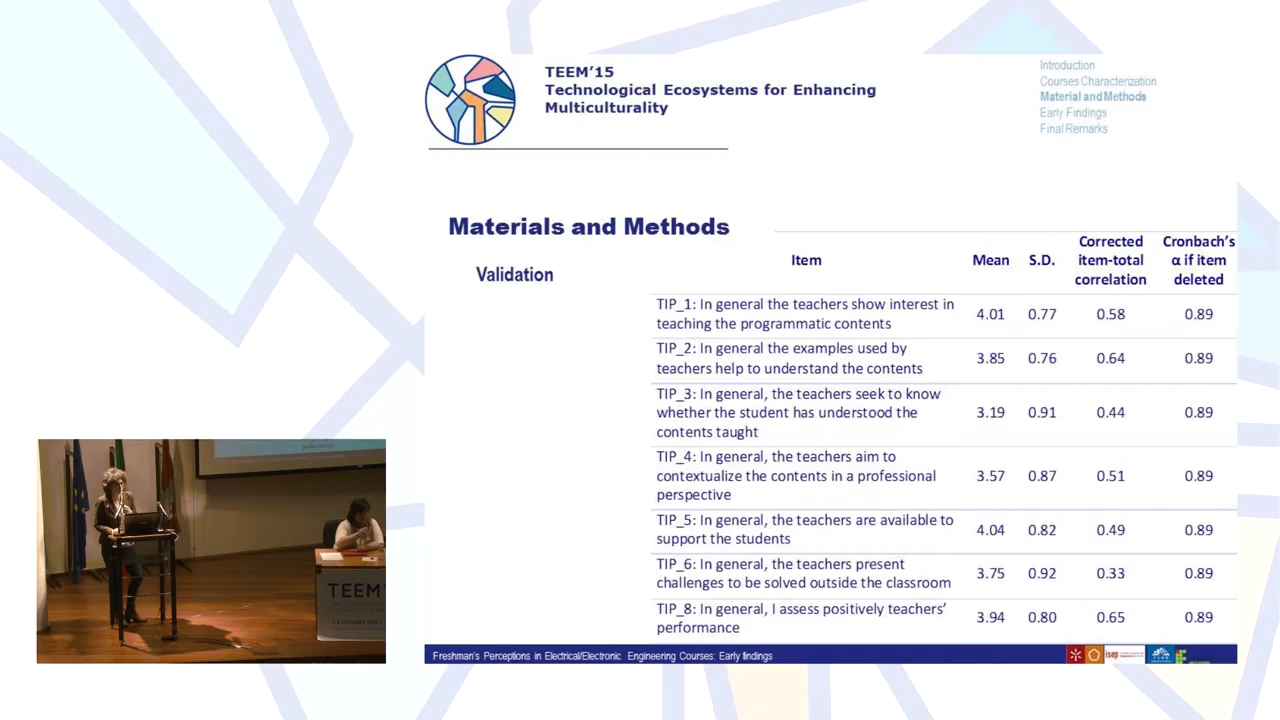 TEEM'15
Technological Ecosystems for Enhancing
Multiculturality
Introduction
Courses Characterization
Material and Methods
Early Findings
Final Remarks
Materials and Methods
Validation
Item Mean S.D. Corrected item-total correlation Cronbach's α if item deleted
TIP_1: In general the teachers show interest in
teaching the programmatic contents 4.01 0.77 0.58 0.89
TIP_2: In general the examples used by
teachers help to understand the contents 3.85 0.76 0.64 0.89
TIP_3: In general, the teachers seek to know
whether the student has understood the 3.19 0.91 0.44 0.89
contents taught
TIP_4: In general, the teachers aim to
contextualize the contents in a professional 3.57 0.87 0.51 0.89
perspective
TIP_5: In general, the teachers are available to
support the students 4.04 0.82 0.49 0.89
TIP_6: In general, the teachers present
challenges to be solved outside the classroom 3.75 0.92 0.33 0.89
TIP_8: In general, I assess positively teachers'
performance 3.94 0.80 0.65 0.89
Freshman's Perceptions in Electrical/Electronic Engineering Courses: Early findings
isep
TEEM